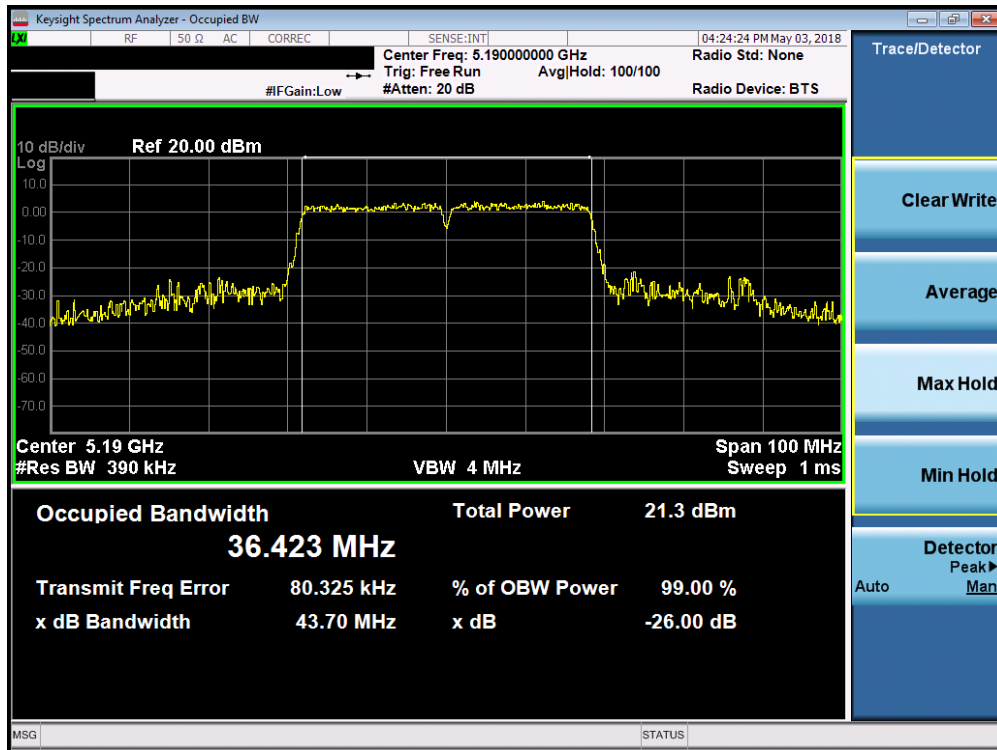 Keysight Spectrum Analyzer - Occupied BW
LXI RF 50 Ω AC CORREC SENSE:INT 04:24:24 PM May 03, 2018
Center Freq: 5.190000000 GHz Radio Std: None
Trig: Free Run Avg|Hold: 100/100
#IFGain:Low #Atten: 20 dB Radio Device: BTS
Trace/Detector
10 dB/div Ref 20.00 dBm
Log
10.0
0.00
-10.0
-20.0
-30.0
-40.0
-50.0
-60.0
-70.0
Center 5.19 GHz Span 100 MHz
#Res BW 390 kHz VBW 4 MHz Sweep 1 ms
Occupied Bandwidth Total Power 21.3 dBm
36.423 MHz
Transmit Freq Error 80.325 kHz % of OBW Power 99.00 %
x dB Bandwidth 43.70 MHz x dB -26.00 dB
Clear Write
Average
Max Hold
Min Hold
Detector
Peak▶
Auto Man
MSG STATUS